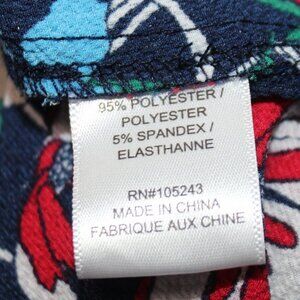 95% POLYESTER /
POLYESTER
5% SPANDEX /
ELASTHANNE
RN#105243
MADE IN CHINA
FABRIQUE AUX CHINE